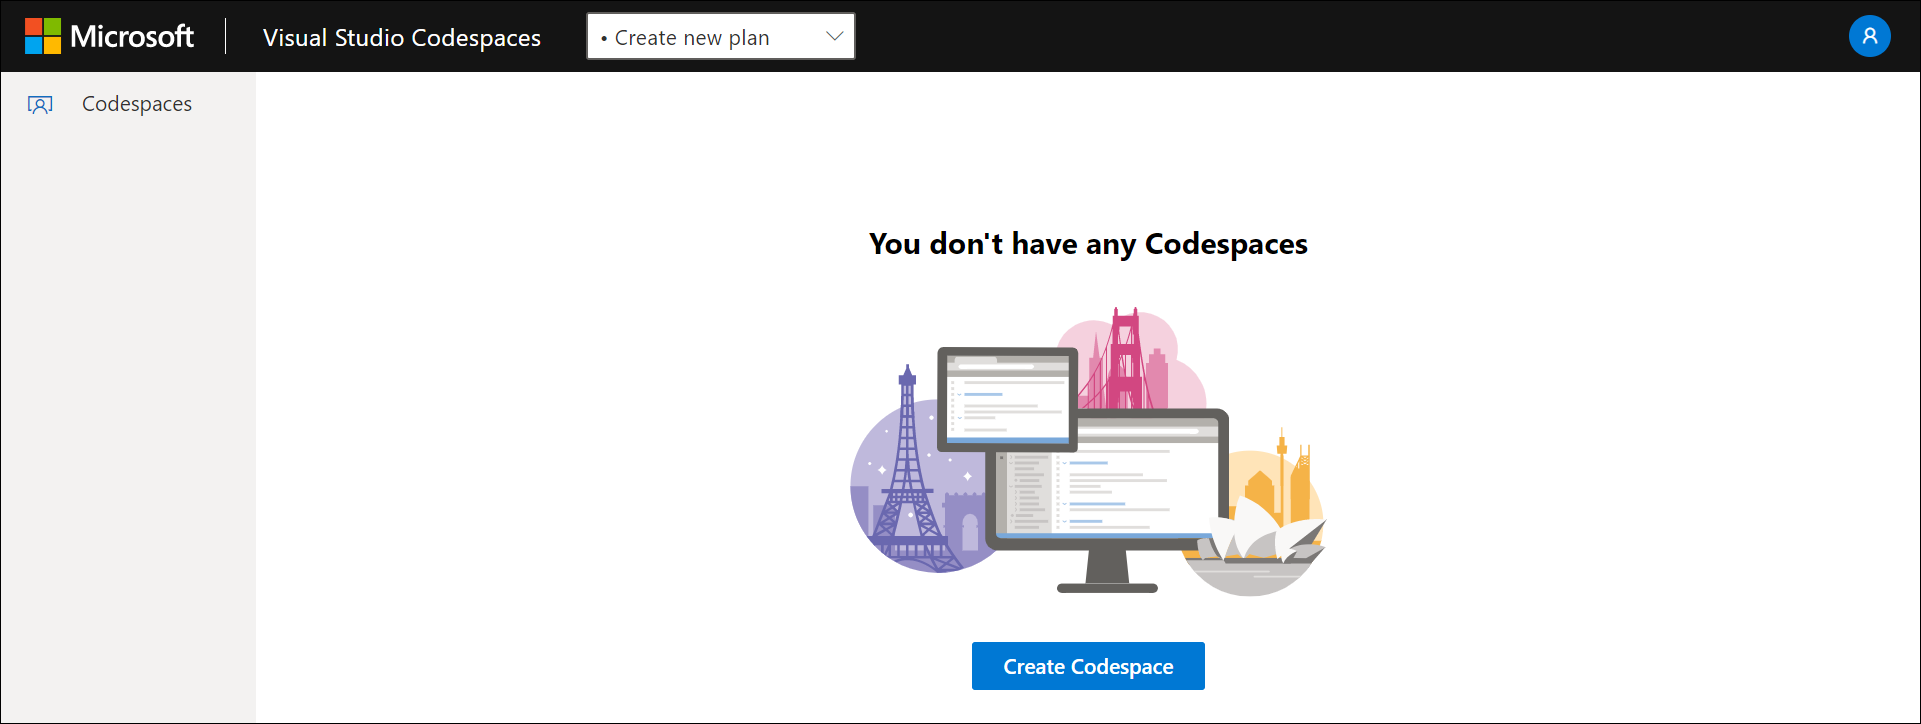 Microsoft
Visual Studio Codespaces
• Create new plan
Codespaces
You don't have any Codespaces
Create Codespace